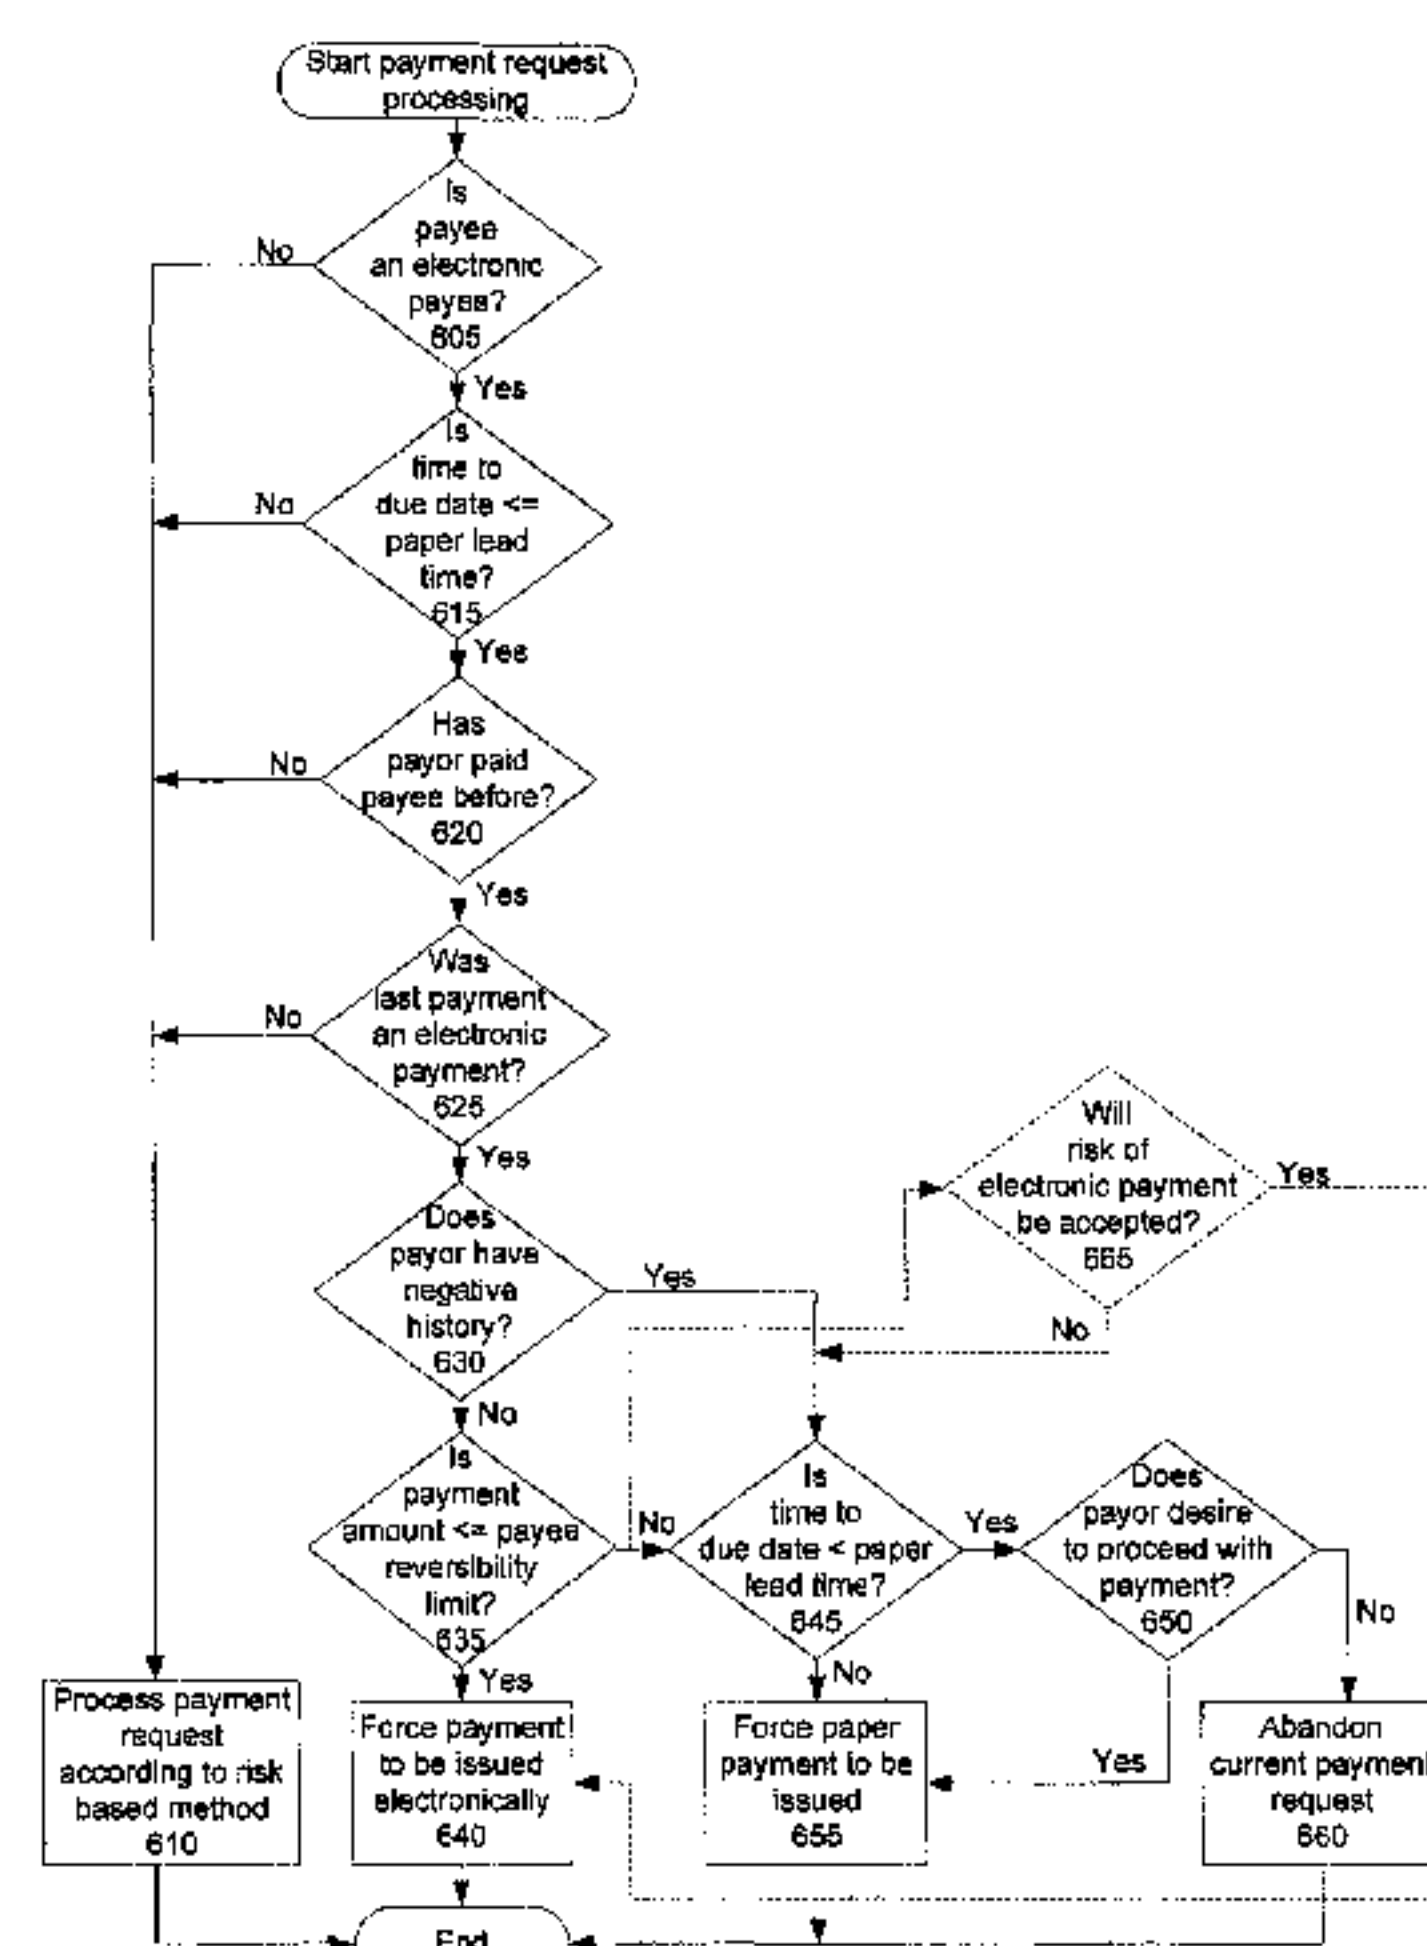 Start payment request
processing
Is
payee
an electronic
payee?
605
No
Yes
Is
time to
due date <=
paper lead
time?
615
No
Yes
Has
payor paid
payee before?
620
No
Yes
Was
last payment
an electronic
payment?
625
No
Yes
Does
payor have
negative
history?
630
Yes
No
Will
risk of
electronic payment
be accepted?
665
Yes
No
Is
payment
amount <= payee
reversibility
limit?
635
No
Yes
Is
time to
due date < paper
lead time?
645
Yes
No
Does
payor desire
to proceed with
payment?
650
No
Yes
Process payment
request
according to risk
based method
610
Force payment
to be issued
electronically
640
Force paper
payment to be
issued
655
Abandon
current payment
request
660
End